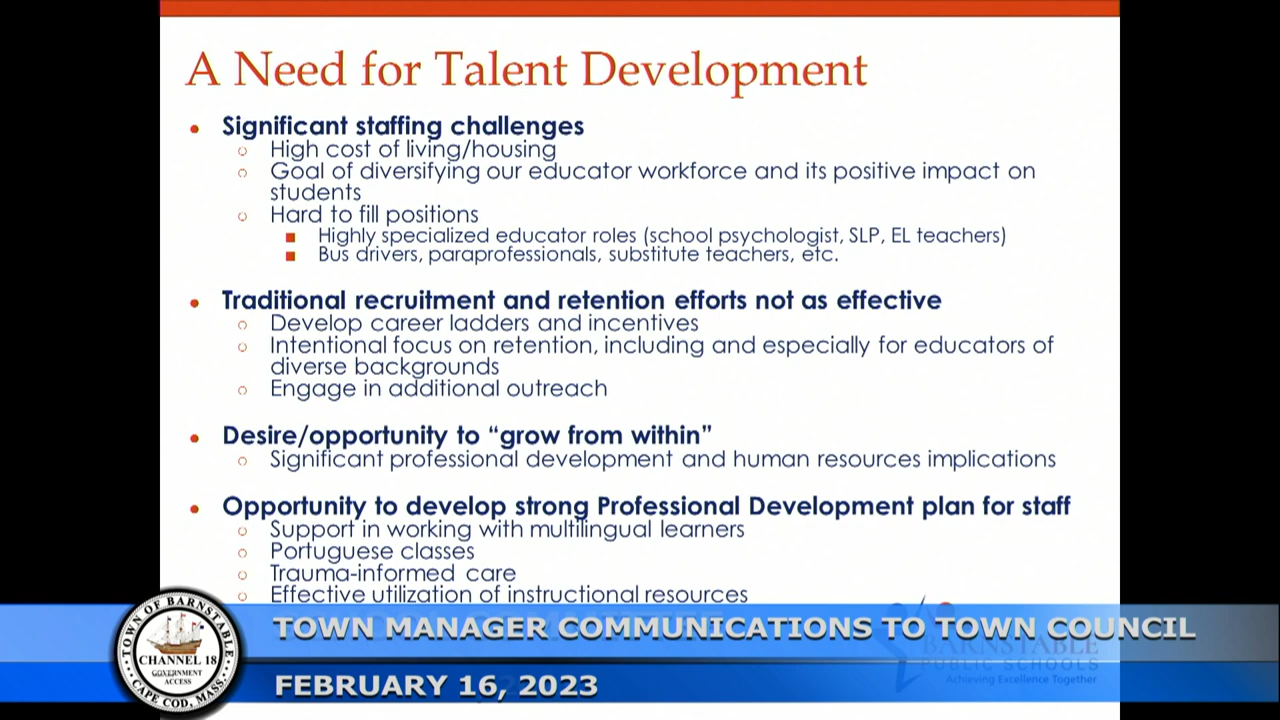 A Need for Talent Development
• Significant staffing challenges
○ High cost of living/housing
○ Goal of diversifying our educator workforce and its positive impact on
students
○ Hard to fill positions
■ Highly specialized educator roles (school psychologist, SLP, EL teachers)
■ Bus drivers, paraprofessionals, substitute teachers, etc.
• Traditional recruitment and retention efforts not as effective
○ Develop career ladders and incentives
○ Intentional focus on retention, including and especially for educators of
diverse backgrounds
○ Engage in additional outreach
• Desire/opportunity to “grow from within”
○ Significant professional development and human resources implications
• Opportunity to develop strong Professional Development plan for staff
○ Support in working with multilingual learners
○ Portuguese classes
○ Trauma-informed care
○ Effective utilization of instructional resources
TOWN MANAGER COMMUNICATIONS TO TOWN COUNCIL
FEBRUARY 16, 2023
TOWN OF BARNSTABLE
CHANNEL 18
GOVERNMENT
ACCESS
CAPE COD, MASS.
BARNSTABLE
PUBLIC SCHOOLS
Achieving Excellence Together